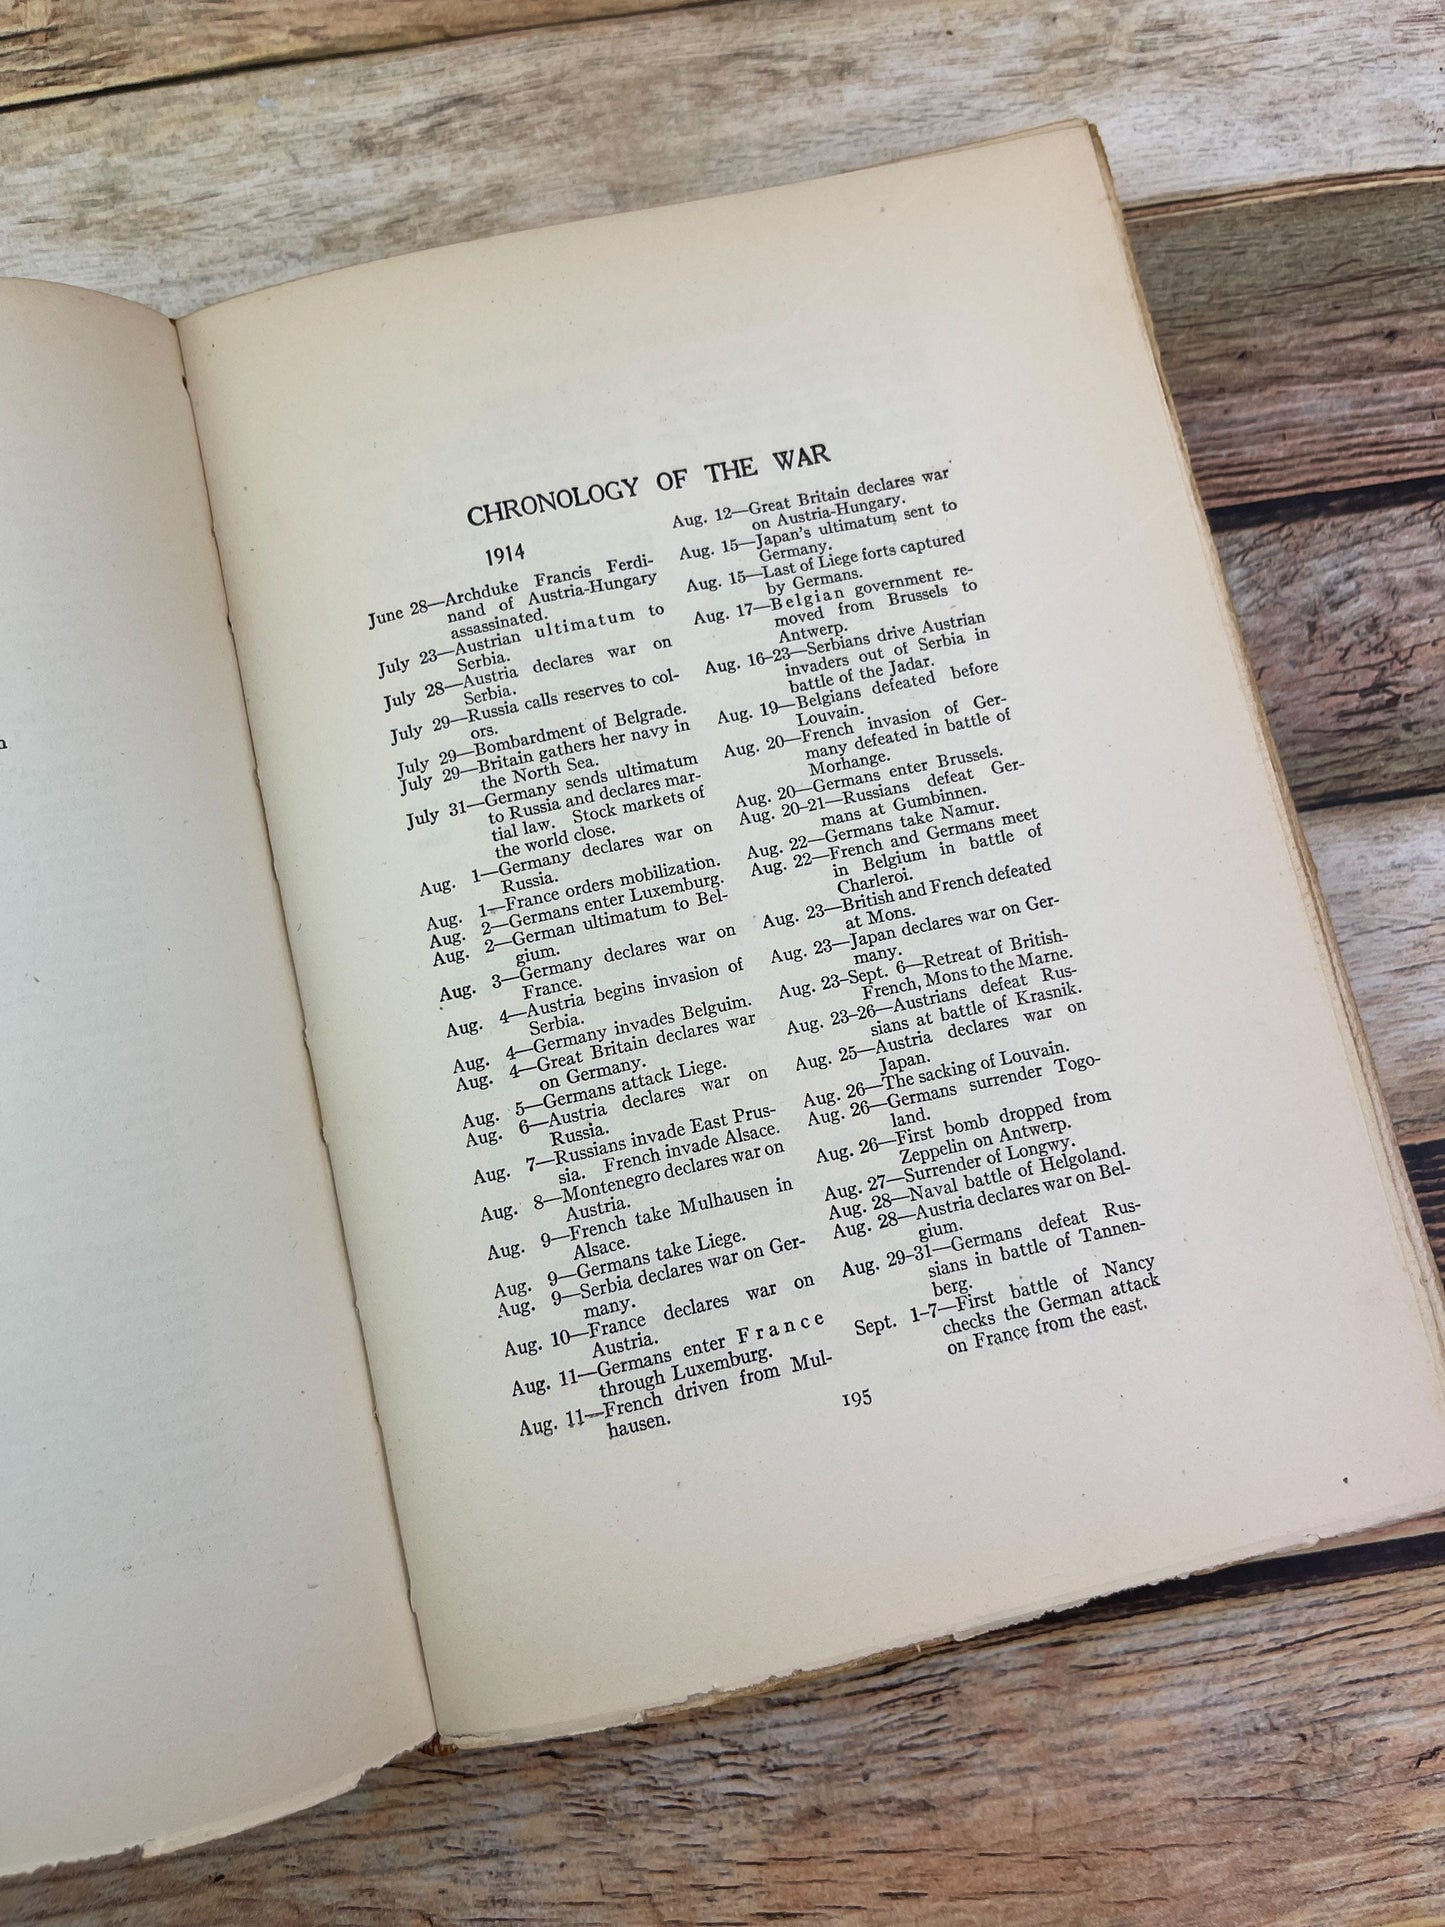 n
CHRONOLOGY OF THE WAR
1914
June 28—Archduke Francis Ferdi-
nand of Austria-Hungary
assassinated.
July 23—Austrian ultimatum to
Serbia.
July 28—Austria declares war on
Serbia.
July 29—Russia calls reserves to col-
ors.
July 29—Bombardment of Belgrade.
July 29—Britain gathers her navy in
the North Sea.
July 31—Germany sends ultimatum
to Russia and declares mar-
tial law. Stock markets of
the world close.
Aug. 1—Germany declares war on
Russia.
Aug. 1—France orders mobilization.
Aug. 2—Germans enter Luxemburg.
Aug. 2—German ultimatum to Bel-
gium.
Aug. 3—Germany declares war on
France.
Aug. 4—Austria begins invasion of
Serbia.
Aug. 4—Germany invades Belguim.
Aug. 4—Great Britain declares war
on Germany.
Aug. 5—Germans attack Liege.
Aug. 6—Austria declares war on
Russia.
Aug. 7—Russians invade East Prus-
sia. French invade Alsace.
Aug. 8—Montenegro declares war on
Austria.
Aug. 9—French take Mulhausen in
Alsace.
Aug. 9—Germans take Liege.
Aug. 9—Serbia declares war on Ger-
many.
Aug. 10—France declares war on
Austria.
Aug. 11—Germans enter France
through Luxemburg.
Aug. 11—French driven from Mul-
hausen.
Aug. 12—Great Britain declares war
on Austria-Hungary.
Aug. 15—Japan's ultimatum sent to
Germany.
Aug. 15—Last of Liege forts captured
by Germans.
Aug. 17—Belgian government re-
moved from Brussels to
Antwerp.
Aug. 16–23—Serbians drive Austrian
invaders out of Serbia in
battle of the Jadar.
Aug. 19—Belgians defeated before
Louvain.
Aug. 20—French invasion of Ger-
many defeated in battle of
Morhange.
Aug. 20—Germans enter Brussels.
Aug. 20–21—Russians defeat Ger-
mans at Gumbinnen.
Aug. 22—Germans take Namur.
Aug. 22—French and Germans meet
in Belgium in battle of
Charleroi.
Aug. 23—British and French defeated
at Mons.
Aug. 23—Japan declares war on Ger-
many.
Aug. 23–Sept. 6—Retreat of British-
French, Mons to the Marne.
Aug. 23–26—Austrians defeat Rus-
sians at battle of Krasnik.
Aug. 25—Austria declares war on
Japan.
Aug. 26—The sacking of Louvain.
Aug. 26—Germans surrender Togo-
land.
Aug. 26—First bomb dropped from
Zeppelin on Antwerp.
Aug. 27—Surrender of Longwy.
Aug. 28—Naval battle of Helgoland.
Aug. 28—Austria declares war on Bel-
gium.
Aug. 29–31—Germans defeat Rus-
sians in battle of Tannen-
berg.
Sept. 1–7—First battle of Nancy
checks the German attack
on France from the east.
195